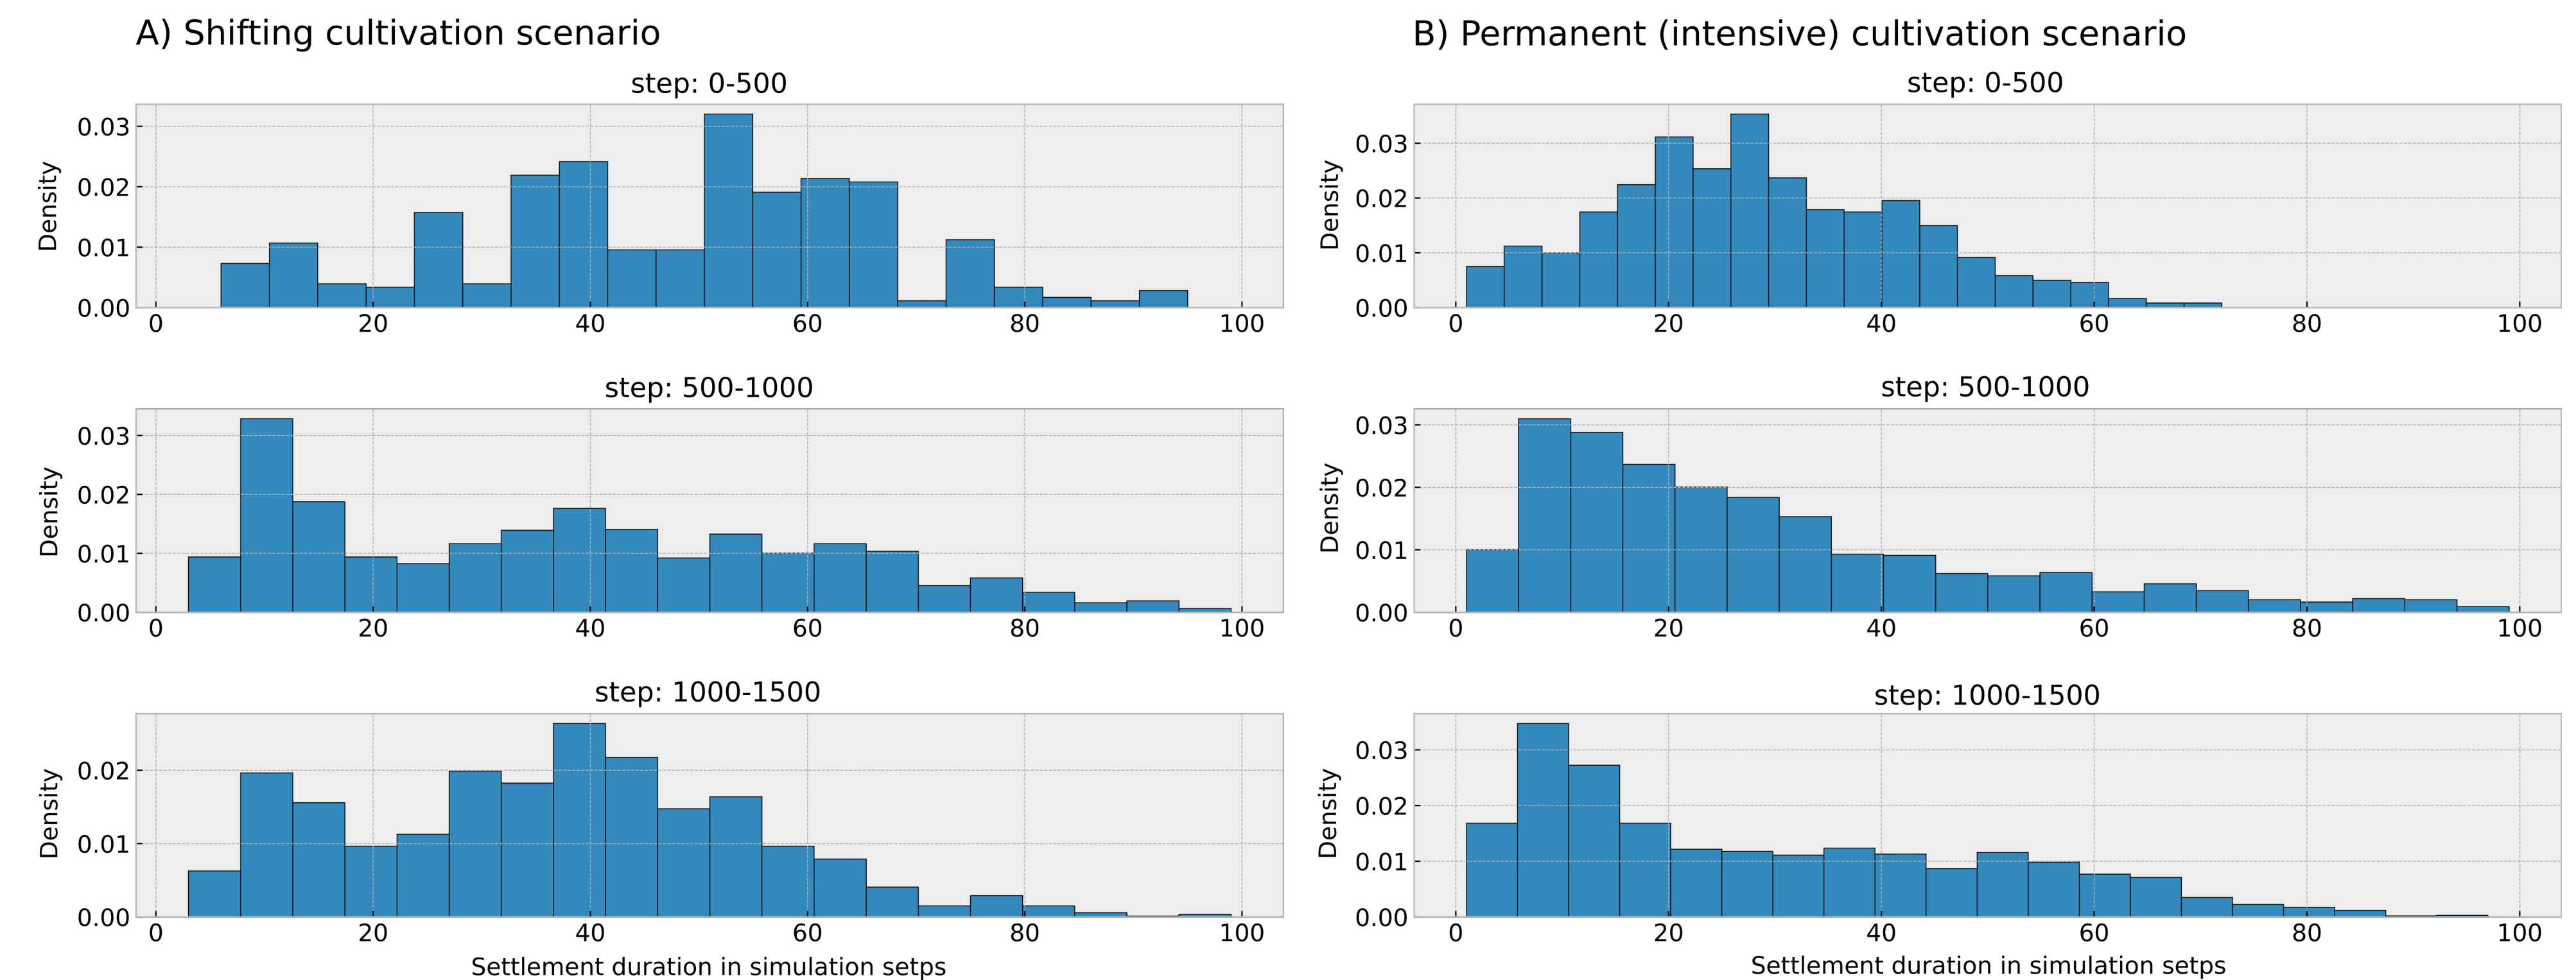 A) Shifting cultivation scenario
step: 0-500
Density
0.03
0.02
0.01
0.00
0 20 40 60 80 100
step: 500-1000
Density
0.03
0.02
0.01
0.00
0 20 40 60 80 100
step: 1000-1500
Density
0.02
0.01
0.00
0 20 40 60 80 100
Settlement duration in simulation setps
B) Permanent (intensive) cultivation scenario
step: 0-500
Density
0.03
0.02
0.01
0.00
0 20 40 60 80 100
step: 500-1000
Density
0.03
0.02
0.01
0.00
0 20 40 60 80 100
step: 1000-1500
Density
0.03
0.02
0.01
0.00
0 20 40 60 80 100
Settlement duration in simulation setps